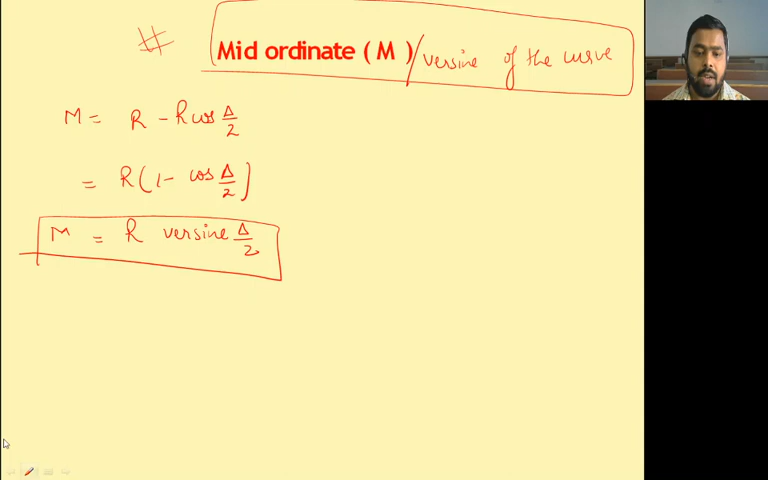 # Mid ordinate ( M ) / versine of the curve
M = R - R cos Δ/2
= R ( 1 - cos Δ/2 )
M = R versine Δ/2